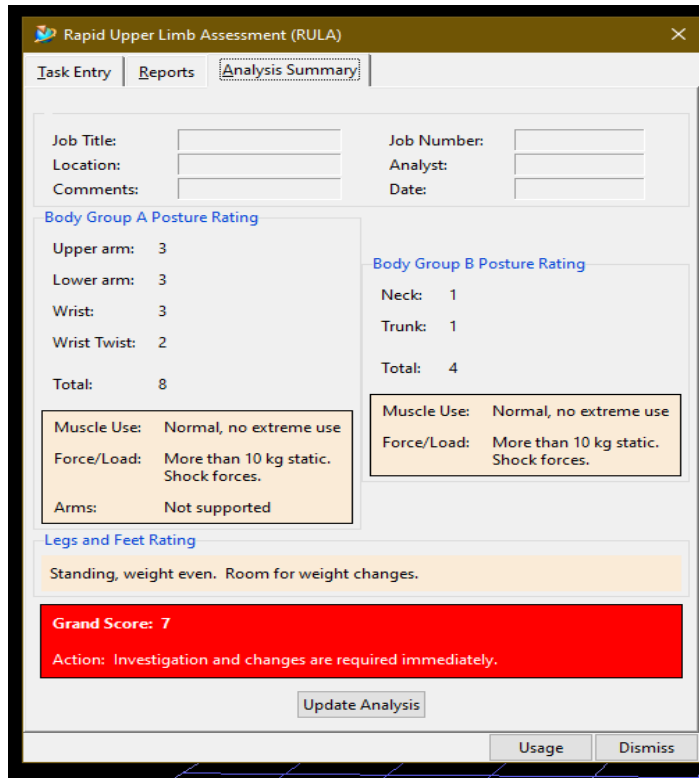 Rapid Upper Limb Assessment (RULA)
Task Entry Reports Analysis Summary
Job Title: Job Number:
Location: Analyst:
Comments: Date:
Body Group A Posture Rating
Upper arm: 3
Lower arm: 3
Wrist: 3
Wrist Twist: 2
Total: 8
Muscle Use: Normal, no extreme use
Force/Load: More than 10 kg static.
Shock forces.
Arms: Not supported
Body Group B Posture Rating
Neck: 1
Trunk: 1
Total: 4
Muscle Use: Normal, no extreme use
Force/Load: More than 10 kg static.
Shock forces.
Legs and Feet Rating
Standing, weight even. Room for weight changes.
Grand Score: 7
Action: Investigation and changes are required immediately.
Update Analysis
Usage Dismiss